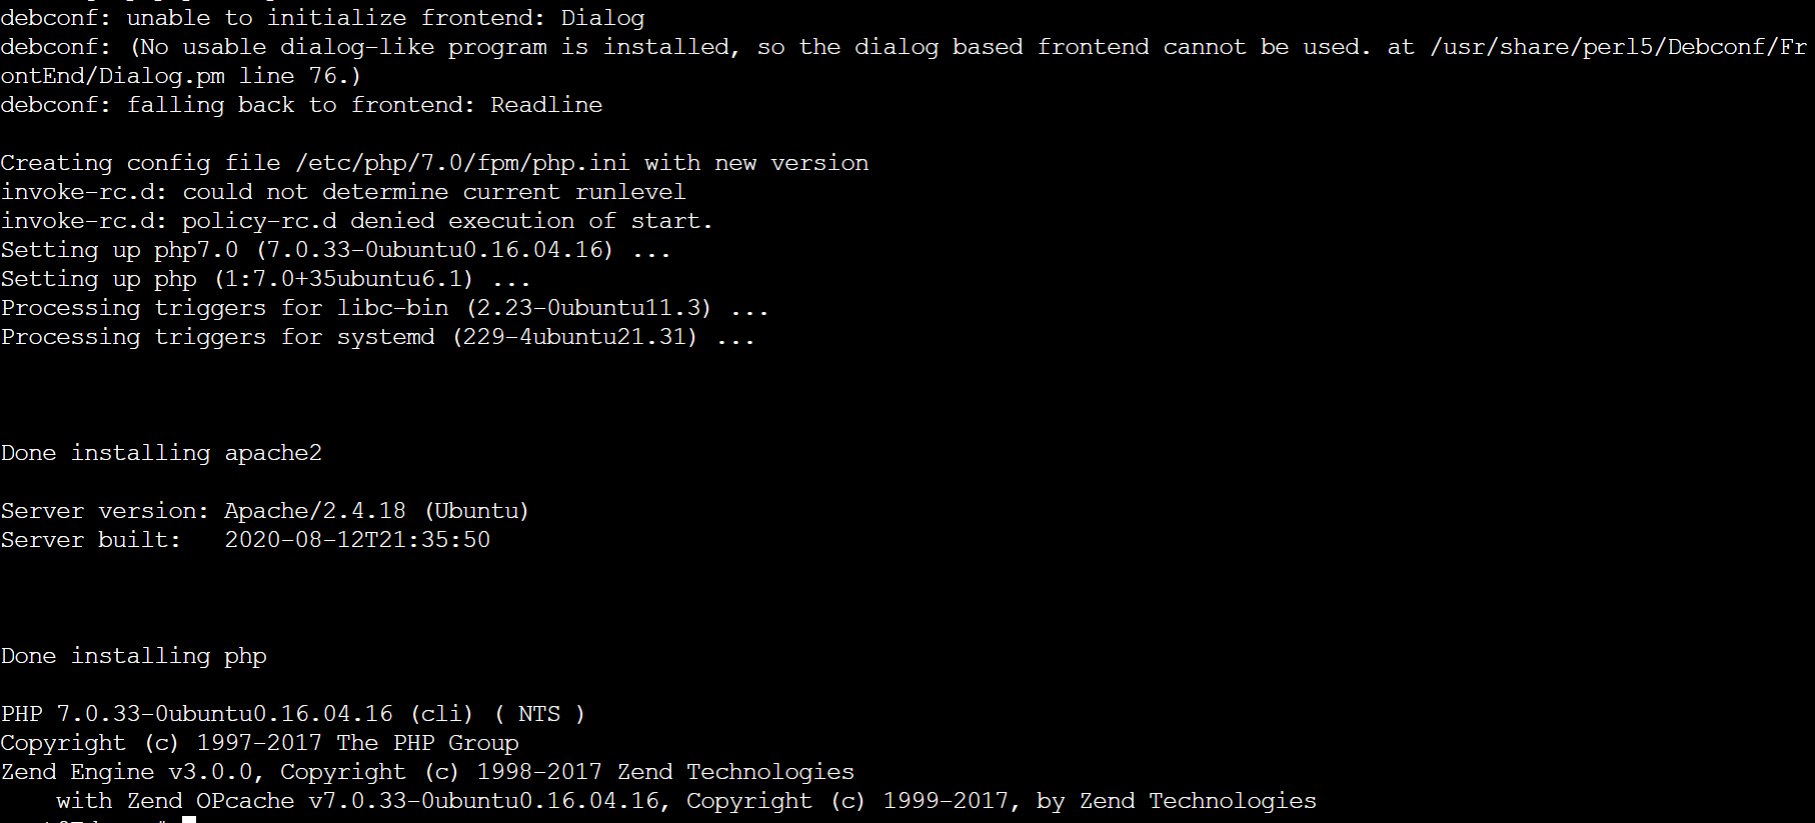 debconf: unable to initialize frontend: Dialog
debconf: (No usable dialog-like program is installed, so the dialog based frontend cannot be used. at /usr/share/perl5/Debconf/Fr
ontEnd/Dialog.pm line 76.)
debconf: falling back to frontend: Readline
Creating config file /etc/php/7.0/fpm/php.ini with new version
invoke-rc.d: could not determine current runlevel
invoke-rc.d: policy-rc.d denied execution of start.
Setting up php7.0 (7.0.33-0ubuntu0.16.04.16) ...
Setting up php (1:7.0+35ubuntu6.1) ...
Processing triggers for libc-bin (2.23-0ubuntu11.3) ...
Processing triggers for systemd (229-4ubuntu21.31) ...
Done installing apache2
Server version: Apache/2.4.18 (Ubuntu)
Server built:   2020-08-12T21:35:50
Done installing php
PHP 7.0.33-0ubuntu0.16.04.16 (cli) ( NTS )
Copyright (c) 1997-2017 The PHP Group
Zend Engine v3.0.0, Copyright (c) 1998-2017 Zend Technologies
    with Zend OPcache v7.0.33-0ubuntu0.16.04.16, Copyright (c) 1999-2017, by Zend Technologies